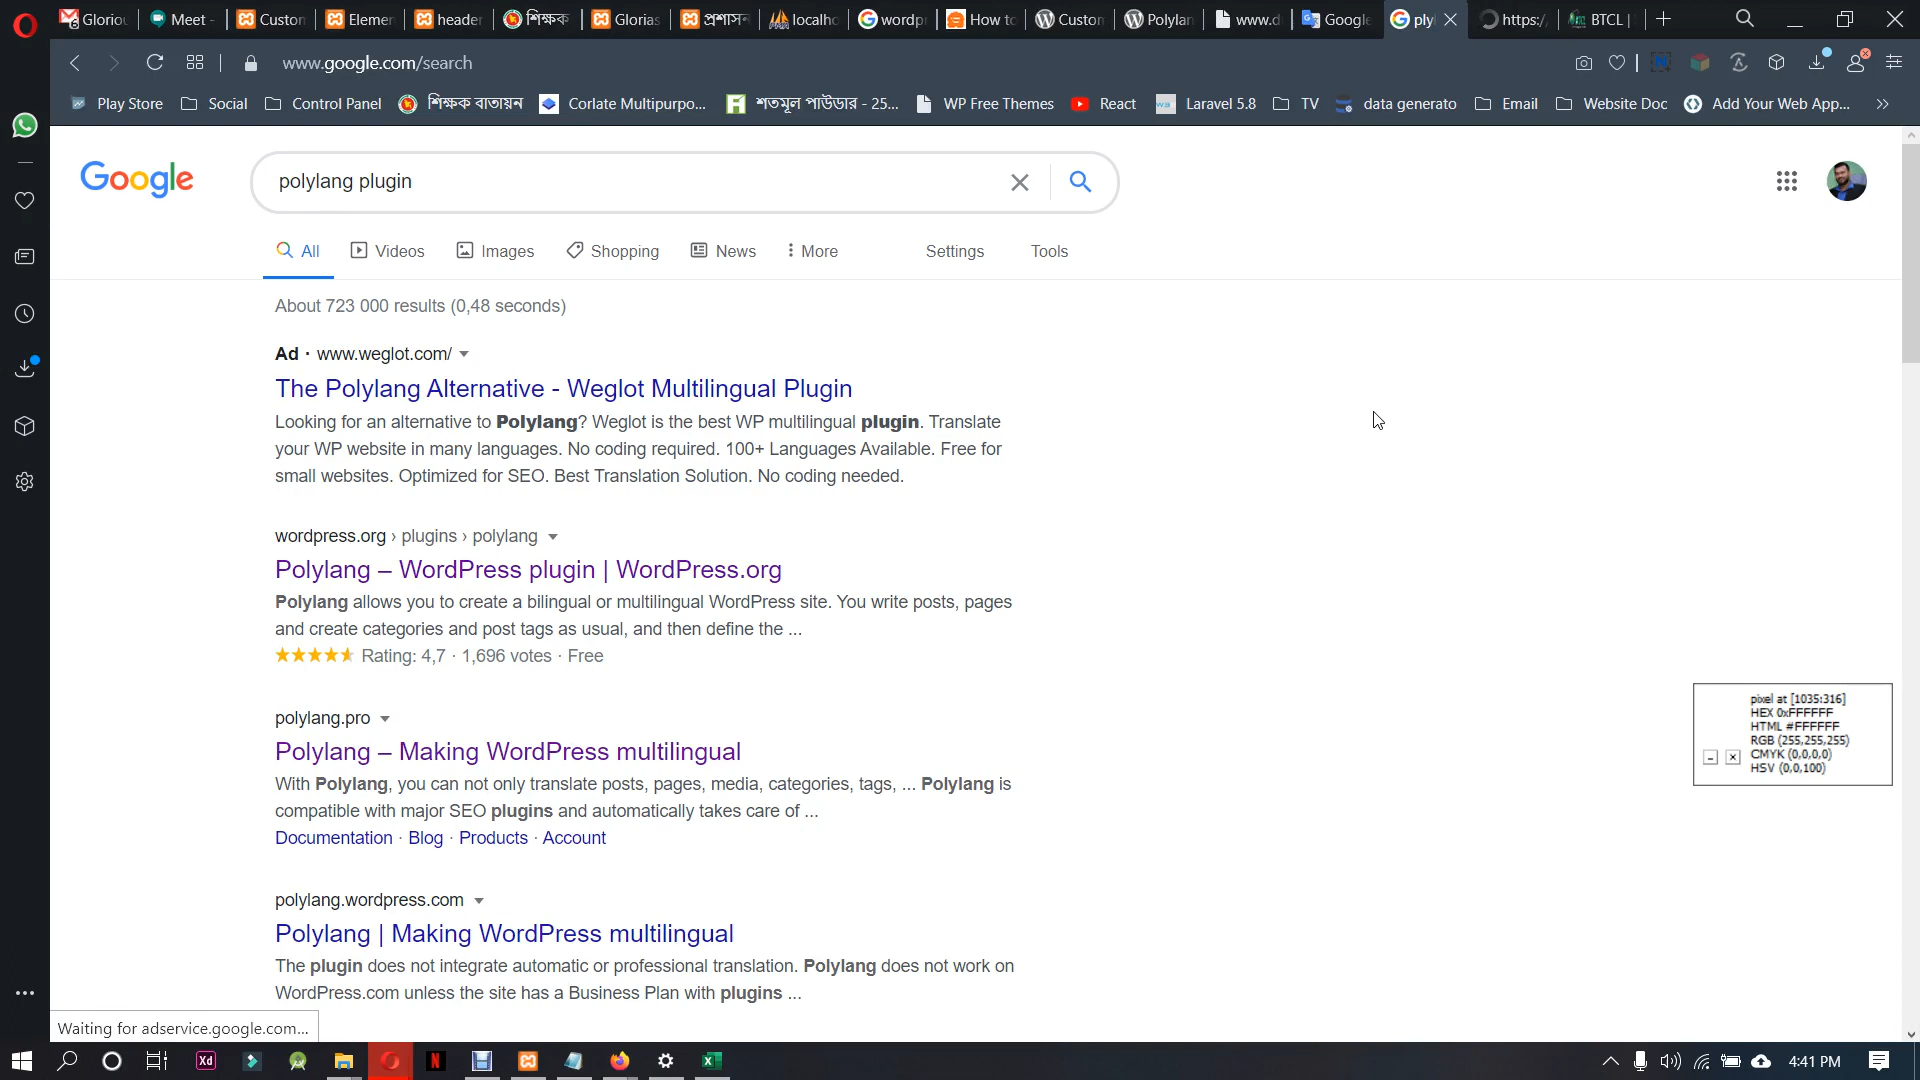 Gloriou
Meet -
Custon
Elemen
header
শিক্ষক
Glorias
প্রশাসন
localho
wordpr
How to
Custon
Polylan
www.d
Google
ply
https:/
BTCL |
www.google.com/search
Play Store
Social
Control Panel
শিক্ষক বাতায়ন
Corlate Multipurpo...
শতমূল পাউডার - 25...
WP Free Themes
React
Laravel 5.8
TV
data generato
Email
Website Doc
Add Your Web App...
Google
polylang plugin
All
Videos
Images
Shopping
News
More
Settings
Tools
About 723 000 results (0,48 seconds)
Ad · www.weglot.com/
The Polylang Alternative - Weglot Multilingual Plugin
Looking for an alternative to Polylang? Weglot is the best WP multilingual plugin. Translate
your WP website in many languages. No coding required. 100+ Languages Available. Free for
small websites. Optimized for SEO. Best Translation Solution. No coding needed.
wordpress.org › plugins › polylang
Polylang – WordPress plugin | WordPress.org
Polylang allows you to create a bilingual or multilingual WordPress site. You write posts, pages
and create categories and post tags as usual, and then define the ...
Rating: 4,7 · 1,696 votes · Free
polylang.pro
Polylang – Making WordPress multilingual
With Polylang, you can not only translate posts, pages, media, categories, tags, ... Polylang is
compatible with major SEO plugins and automatically takes care of ...
Documentation · Blog · Products · Account
polylang.wordpress.com
Polylang | Making WordPress multilingual
The plugin does not integrate automatic or professional translation. Polylang does not work on
WordPress.com unless the site has a Business Plan with plugins ...
pixel at [1035:316]
HEX 0xFFFFFF
HTML #FFFFFF
RGB (255,255,255)
CMYK (0,0,0,0)
HSV (0,0,100)
Waiting for adservice.google.com...
Xd
N
4:41 PM